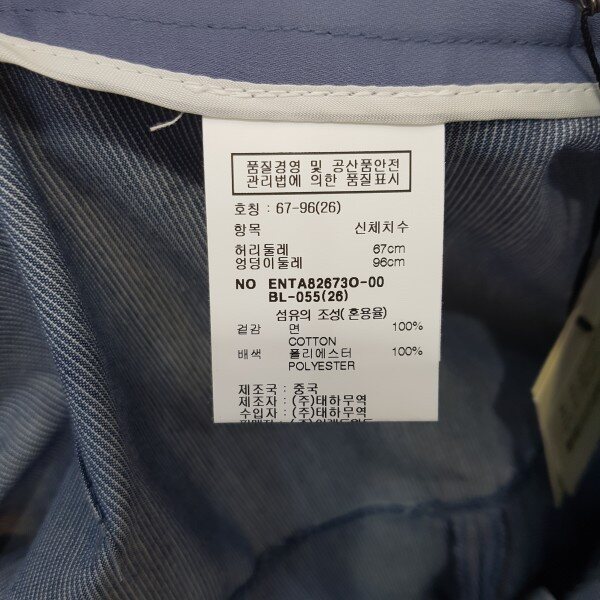 품질경영 및 공산품안전
관리법에 의한 품질표시
호칭 : 67-96(26)
항목 신체치수
허리둘레 67cm
엉덩이둘레 96cm
NO ENTA82673O-00
BL-055(26)
섬유의 조성(혼용율)
겉감 면 100%
COTTON
배색 폴리에스터 100%
POLYESTER
제조국 : 중국
제조자 : (주)태하무역
수입자 : (주)태하무역